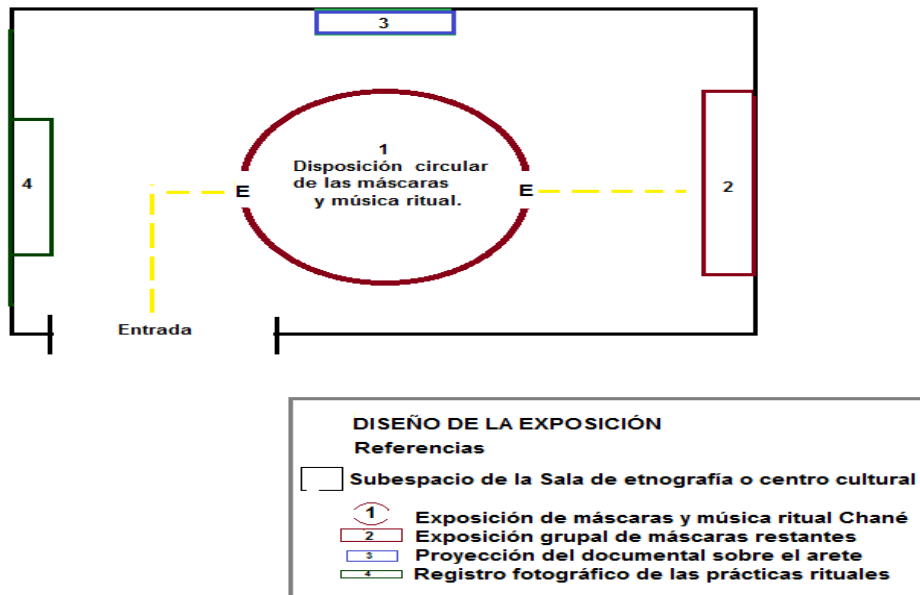 3
1
Disposición circular
de las máscaras
y música ritual.
E
E
4
2
Entrada
DISEÑO DE LA EXPOSICIÓN
Referencias
Subespacio de la Sala de etnografía o centro cultural
1 Exposición de máscaras y música ritual Chané
2 Exposición grupal de máscaras restantes
3 Proyección del documental sobre el arete
4 Registro fotográfico de las prácticas rituales